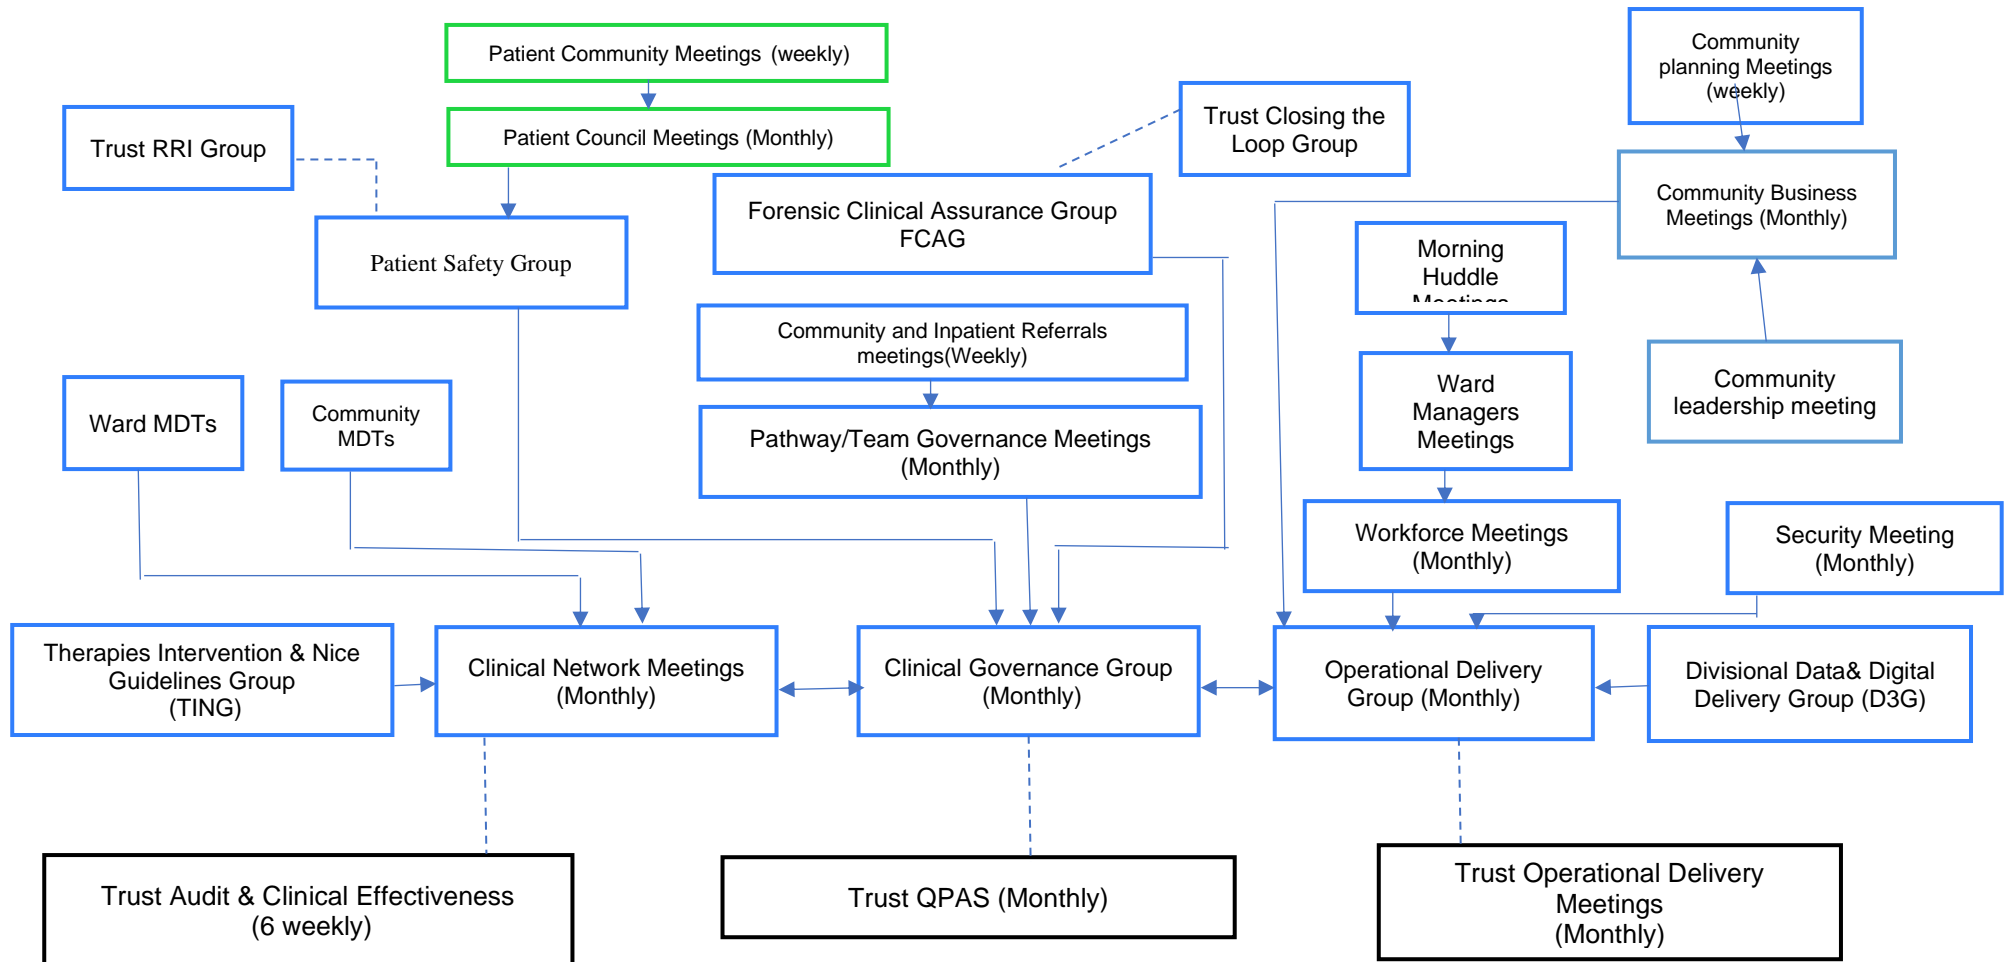 Patient Community Meetings (weekly)
Community
planning Meetings
(weekly)
Trust RRI Group
Patient Council Meetings (Monthly)
Trust Closing the
Loop Group
Community Business
Meetings (Monthly)
Forensic Clinical Assurance Group
FCAG
Patient Safety Group
Morning
Huddle
Meetings
Community and Inpatient Referrals
meetings(Weekly)
Ward MDTs
Community
MDTs
Ward
Managers
Meetings
Community
leadership meeting
Pathway/Team Governance Meetings
(Monthly)
Workforce Meetings
(Monthly)
Security Meeting
(Monthly)
Therapies Intervention & Nice
Guidelines Group
(TING)
Clinical Network Meetings
(Monthly)
Clinical Governance Group
(Monthly)
Operational Delivery
Group (Monthly)
Divisional Data& Digital
Delivery Group (D3G)
Trust Audit & Clinical Effectiveness
(6 weekly)
Trust QPAS (Monthly)
Trust Operational Delivery
Meetings
(Monthly)